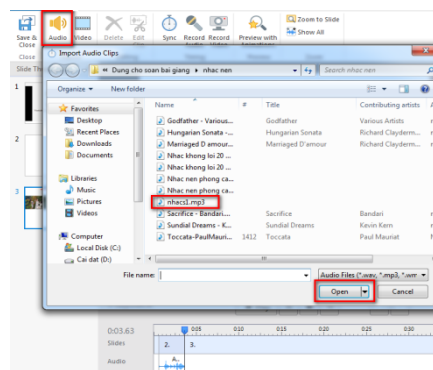 Zoom to Slide
Show All
Save & Close
Audio
Video
Delete
Edit
Sync
Record
Record
Preview with
Close
Slide Th
Import Audio Clips
« Dung cho soan bai giang ▸ nhac nen
Search nhac nen
Organize
New folder
Favorites
Desktop
Recent Places
Downloads
Documents
Libraries
Music
Pictures
Videos
Computer
Local Disk (C:)
Cai dat (D:)
Name # Title Contributing artists
Godfather - Various... Godfather Various Artists
Hungarian Sonata -... Hungarian Sonata Richard Clayderm...
Marriaged D amour... Marriaged D'amour Richard Clayderm...
Nhac khong loi 20 ...
Nhac khong loi 20 ...
Nhac nen phong ca...
Nhac nen phong ca...
nhacs1.mp3
Sacrifice - Bandari.... Sacrifice Bandari
Sundial Dreams - K... Sundial Dreams Kevin Kern
Toccata-PaulMauri... 1412 Toccata Paul Mauriat
File name:
Audio Files (*.wav, *.mp3, *.wm
Open
Cancel
1
2
3
0:03.63
0:05 0:10 0:15 0:20 0:25 0:30
Slides
2. 3.
Audio
A..